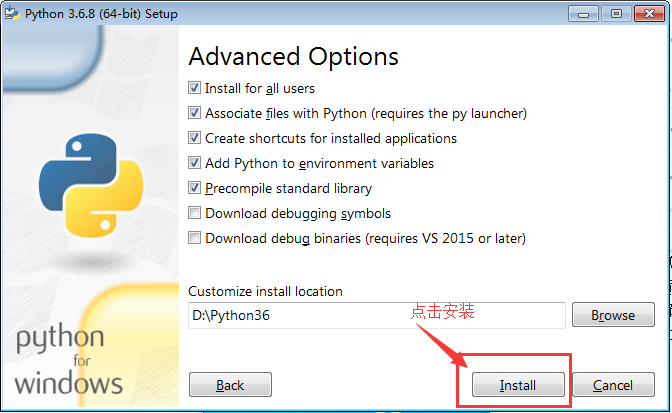 Python 3.6.8 (64-bit) Setup
Advanced Options
Install for all users
Associate files with Python (requires the py launcher)
Create shortcuts for installed applications
Add Python to environment variables
Precompile standard library
Download debugging symbols
Download debug binaries (requires VS 2015 or later)
Customize install location
D:\Python36
Browse
点击安装
python
for
windows
Back
Install
Cancel